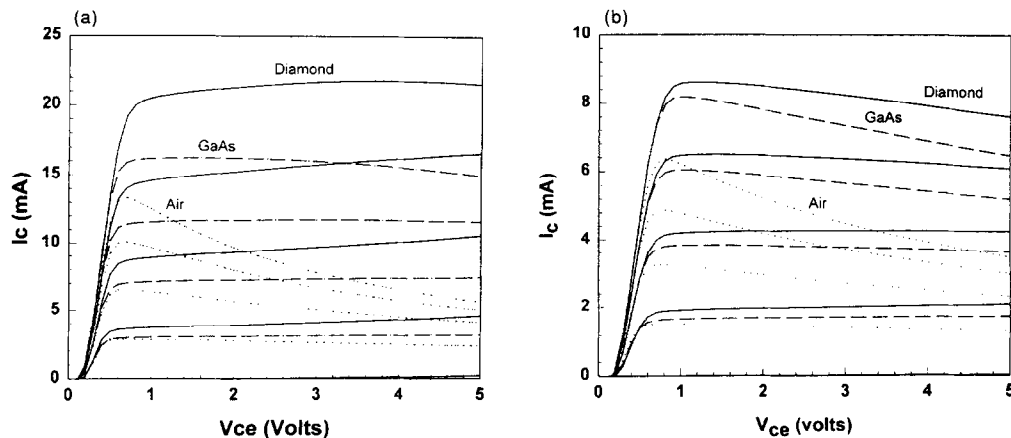 (a)
25
20
15
10
5
0
Ic (mA)
Diamond
GaAs
Air
0 1 2 3 4 5
Vce (Volts)
(b)
10
8
6
4
2
0
Ic (mA)
Diamond
GaAs
Air
0 1 2 3 4 5
Vce (volts)